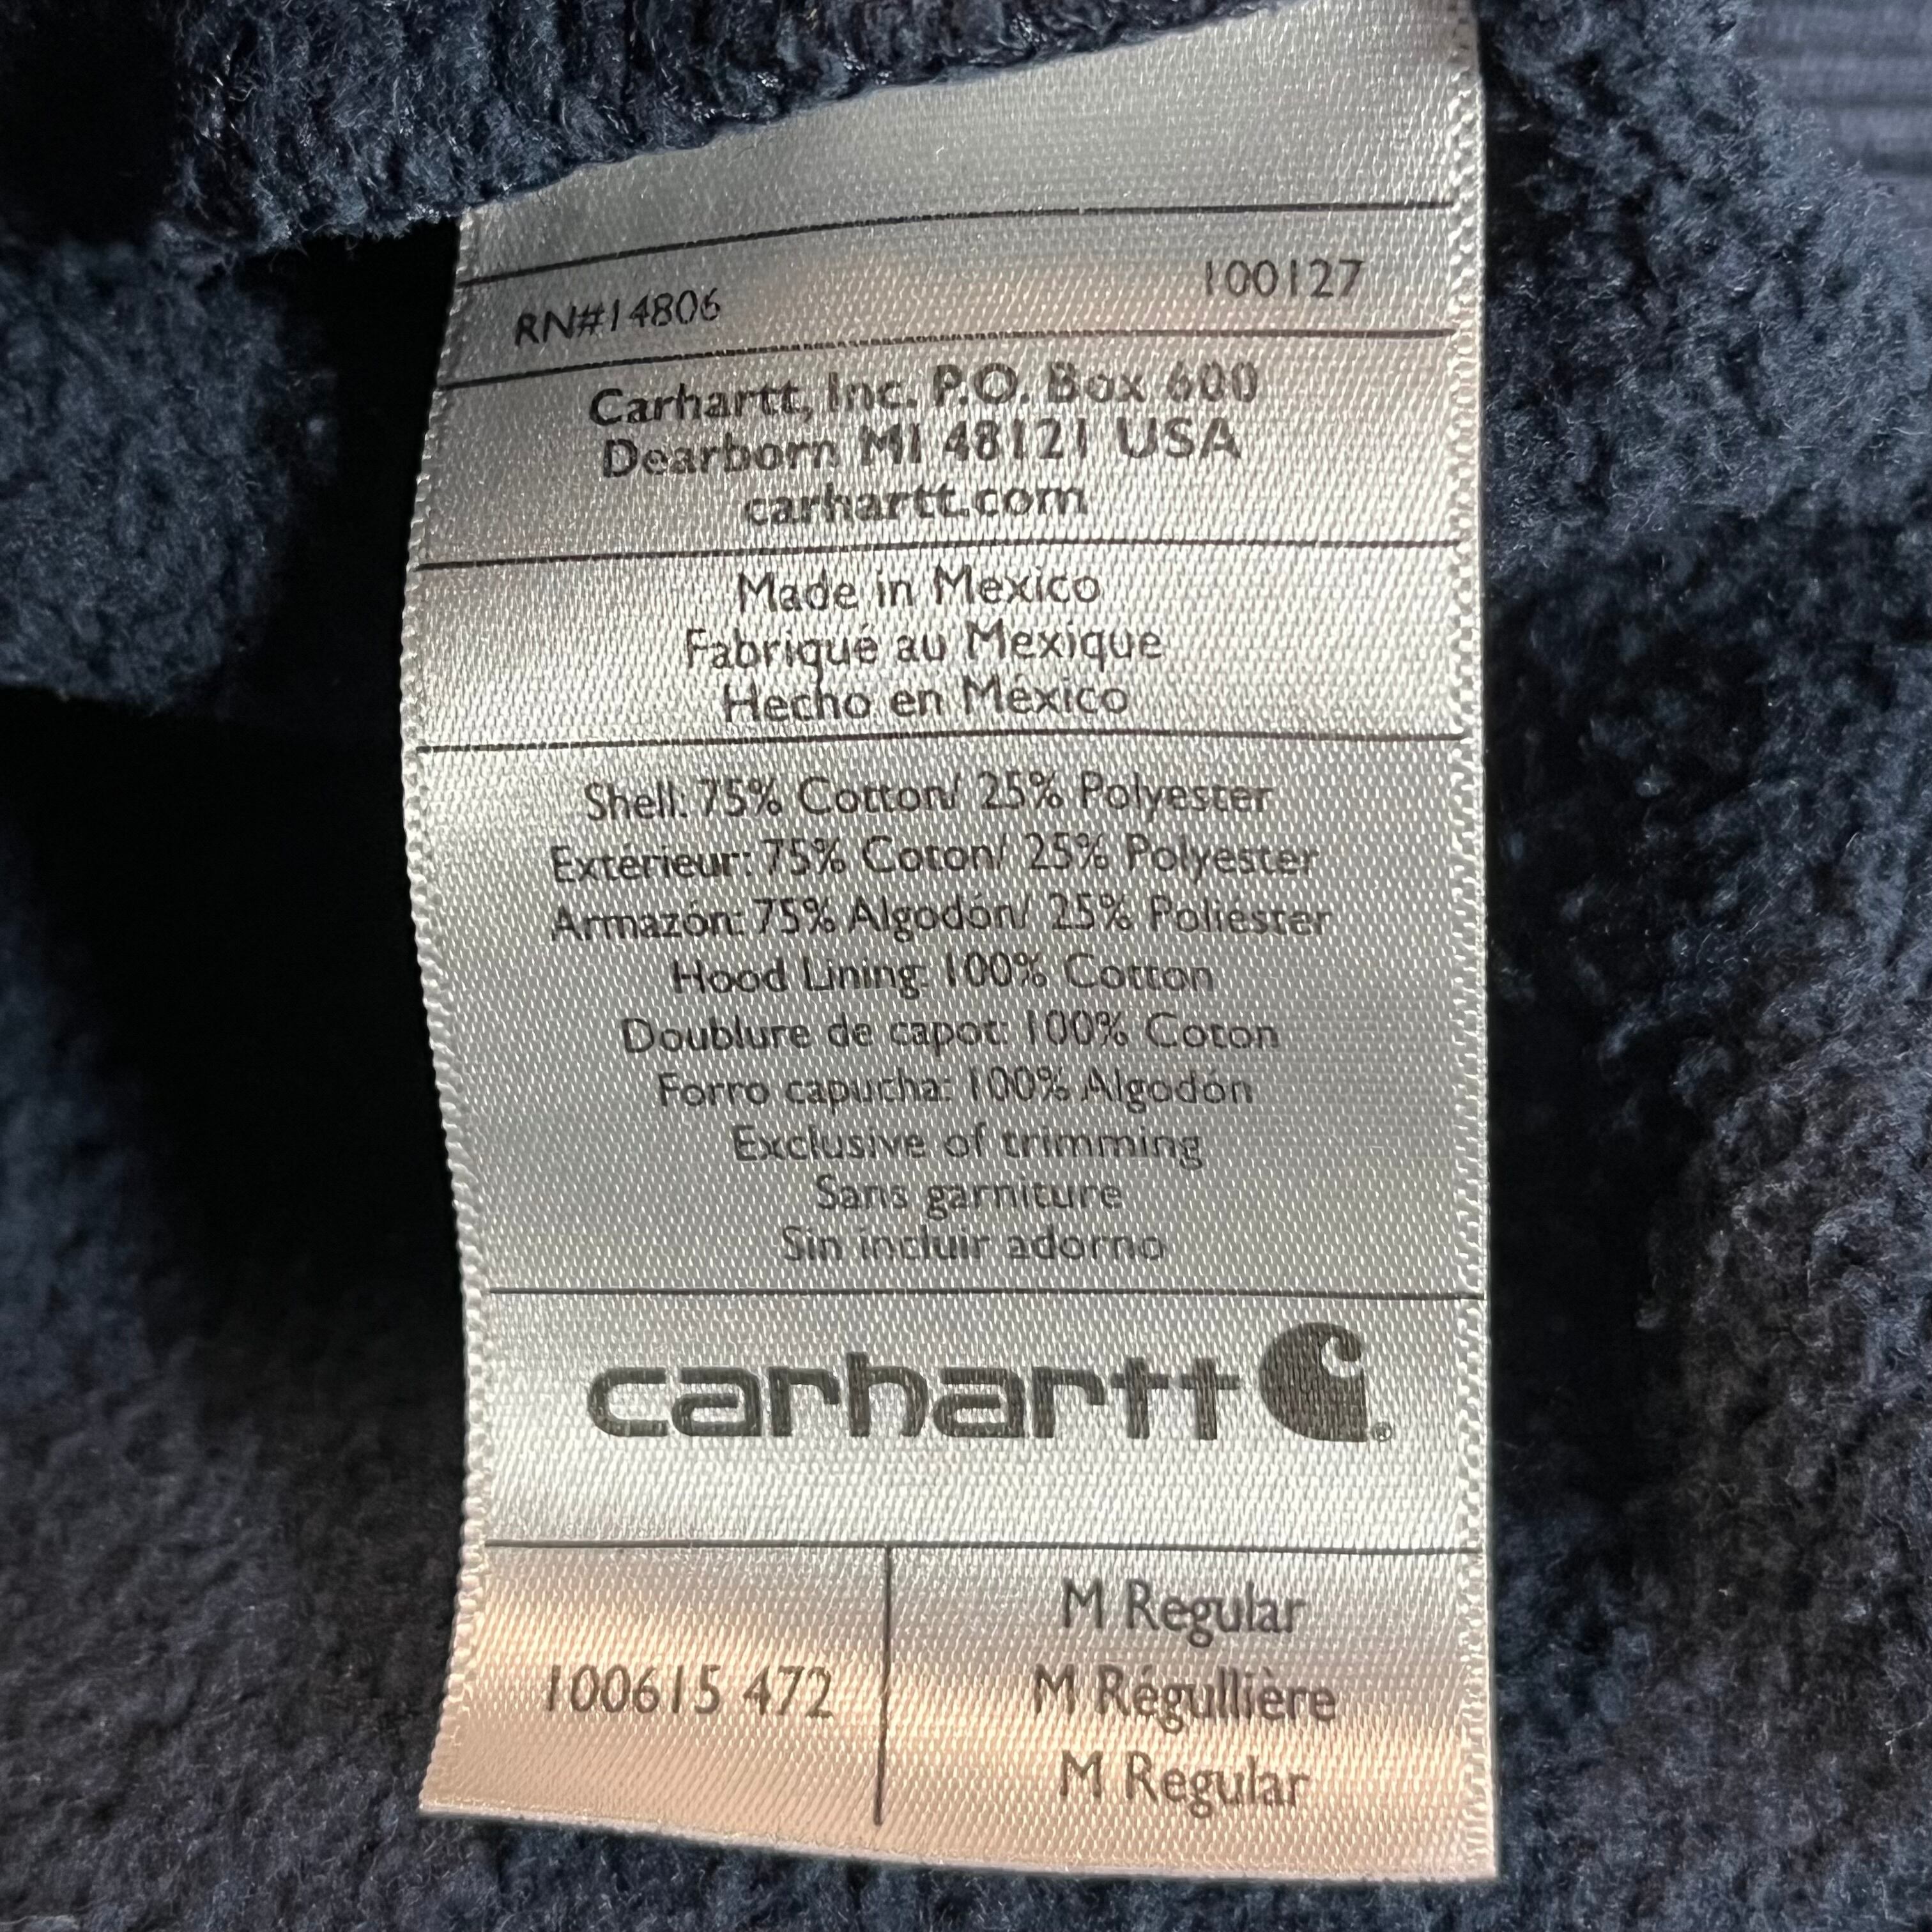 RN#14806 100127
Carhartt, Inc. P.O. Box 600
Dearborn MI 48121 USA
carhartt.com
Made in Mexico
Fabriqué au Mexique
Hecho en México
Shell: 75% Cotton/ 25% Polyester
Extérieur: 75% Coton/ 25% Polyester
Armazón: 75% Algodón/ 25% Poliester
Hood Lining: 100% Cotton
Doublure de capot: 100% Coton
Forro capucha: 100% Algodón
Exclusive of trimming
Sans garniture
Sin incluir adorno
carhartt ®
100615 472
M Regular
M Régullière
M Regular